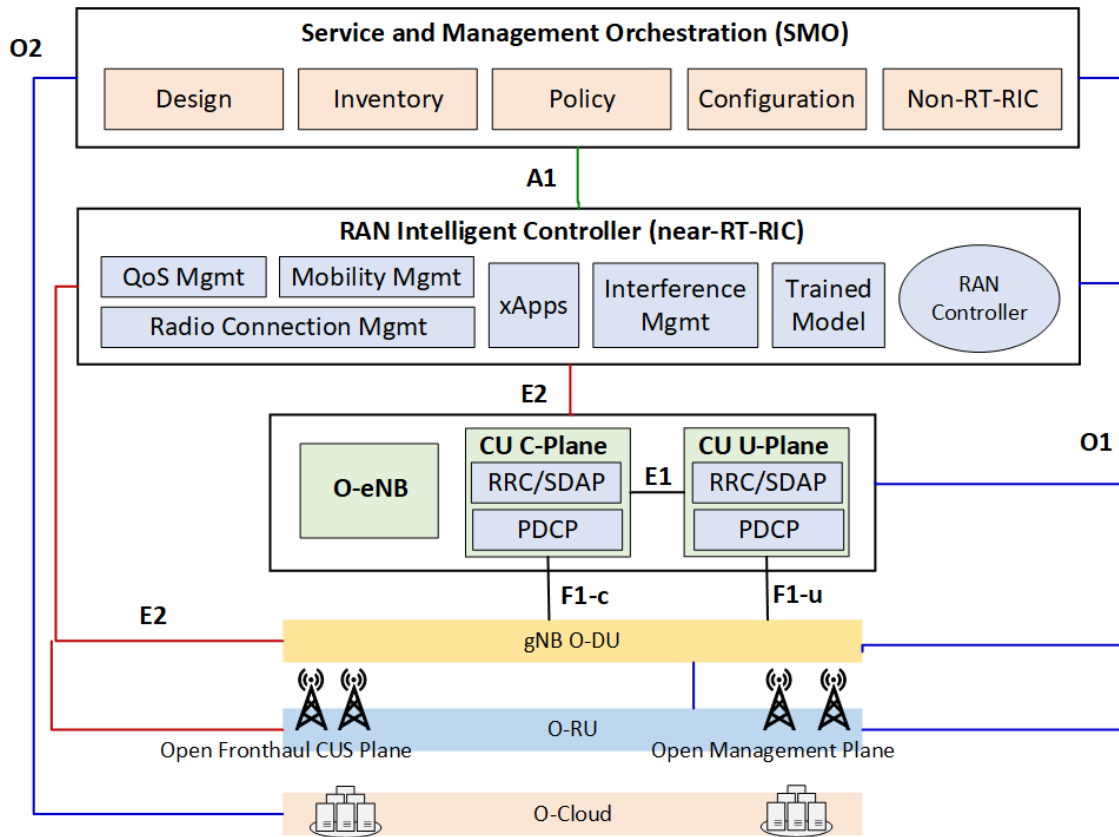 Service and Management Orchestration (SMO)
O2
Design
Inventory
Policy
Configuration
Non-RT-RIC
A1
RAN Intelligent Controller (near-RT-RIC)
QoS Mgmt
Mobility Mgmt
Radio Connection Mgmt
xApps
Interference
Mgmt
Trained
Model
RAN
Controller
E2
O-eNB
CU C-Plane
RRC/SDAP
PDCP
E1
CU U-Plane
RRC/SDAP
PDCP
O1
F1-c
F1-u
E2
gNB O-DU
O-RU
Open Fronthaul CUS Plane
Open Management Plane
O-Cloud